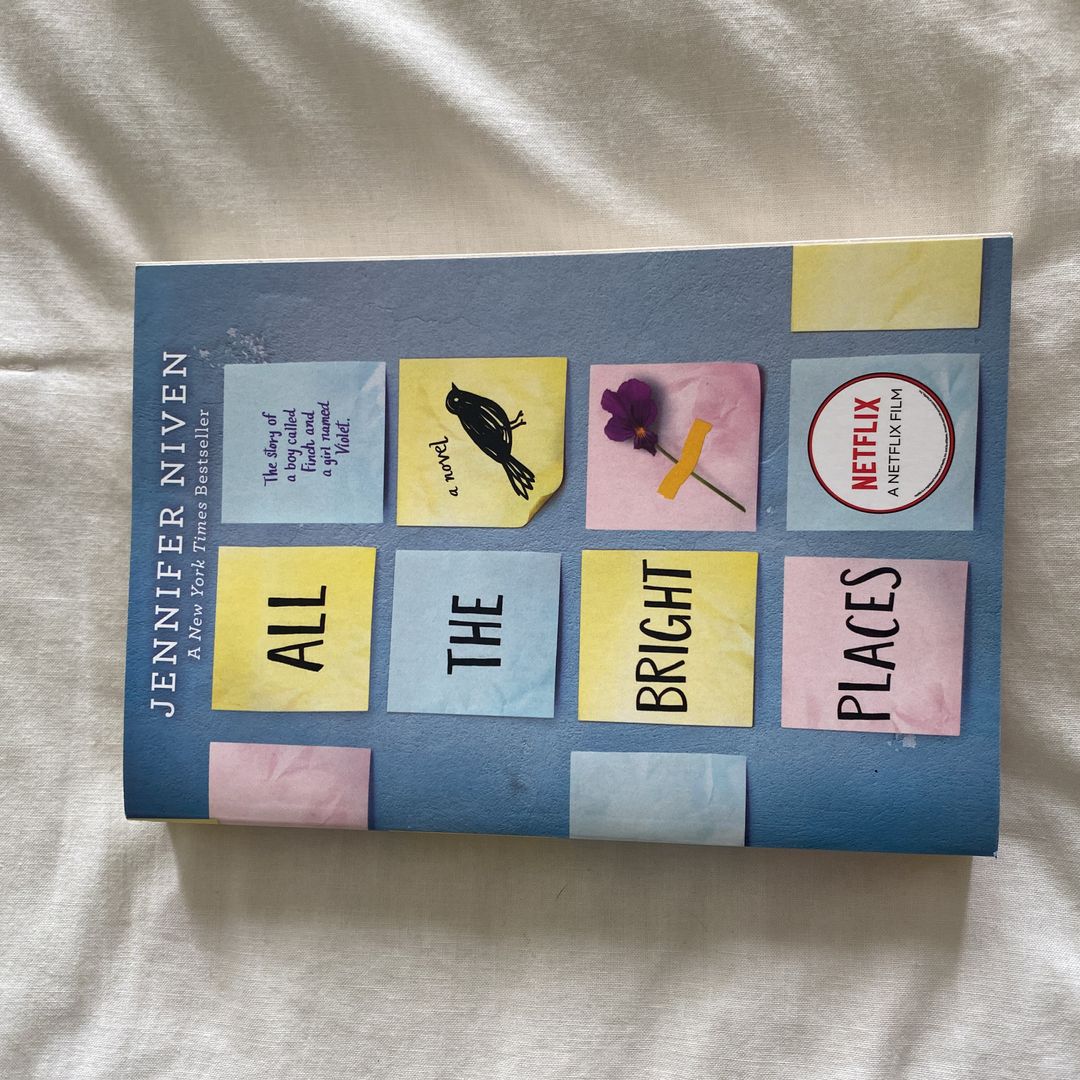 JENNIFER NIVEN
A New York Times Bestseller
ALL
The story of
a boy called
Finch and
a girl named
Violet.
THE
a novel
BRIGHT
PLACES
NETFLIX
A NETFLIX FILM